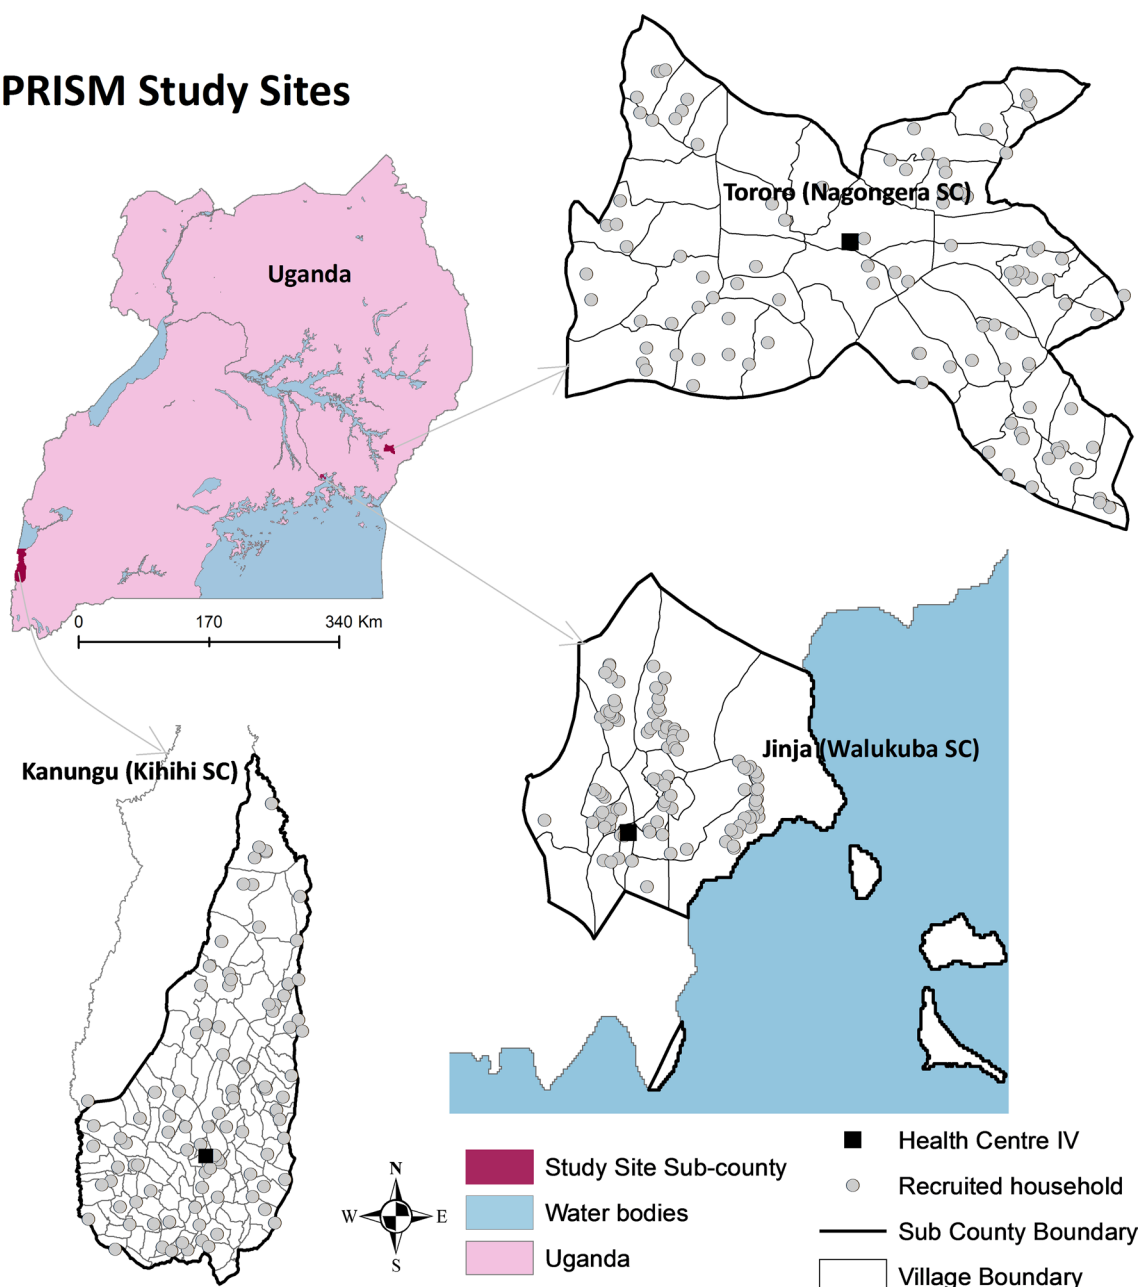 PRISM Study Sites
Tororo (Nagongera SC)
Uganda
0 170 340 Km
Jinja (Walukuba SC)
Kanungu (Kihihi SC)
N
W E
S
Study Site Sub-county
Water bodies
Uganda
Health Centre IV
Recruited household
Sub County Boundary
Village Boundary